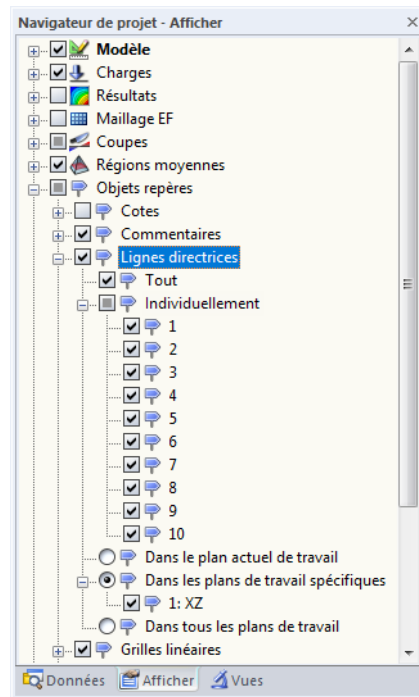 Navigateur de projet - Afficher
Modèle
Charges
Résultats
Maillage EF
Coupes
Régions moyennes
Objets repères
Cotes
Commentaires
Lignes directrices
Tout
Individuellement
1
2
3
4
5
6
7
8
9
10
Dans le plan actuel de travail
Dans les plans de travail spécifiques
1: XZ
Dans tous les plans de travail
Grilles linéaires
Données Afficher Vues